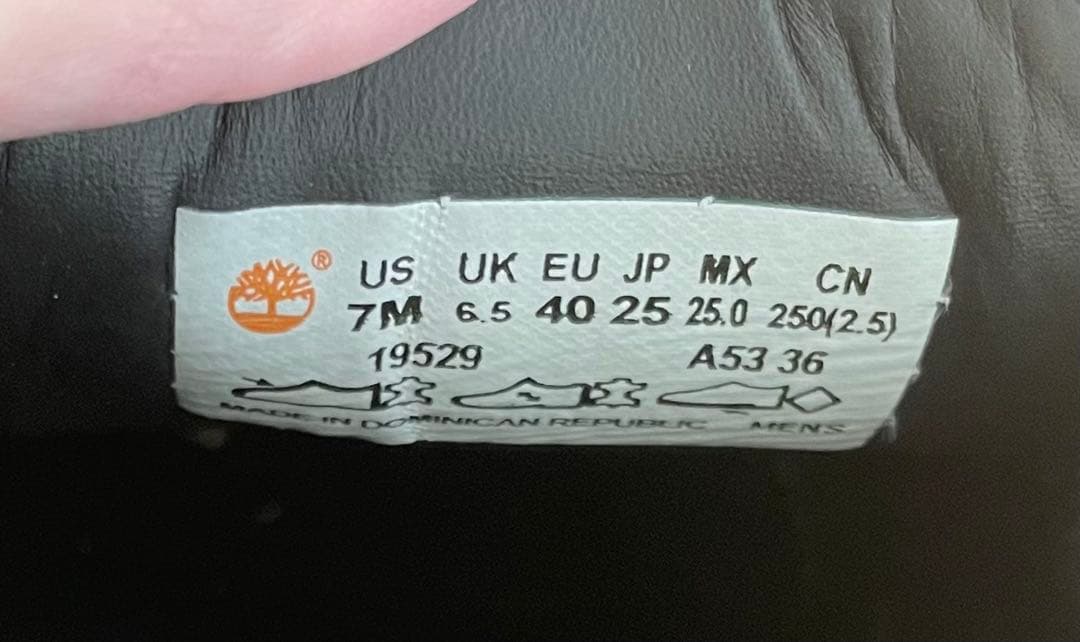 ® US UK EU JP MX CN
7M 6.5 40 25 25.0 250(2.5)
19529 A53 36
MADE IN DOMINICAN REPUBLIC MENS